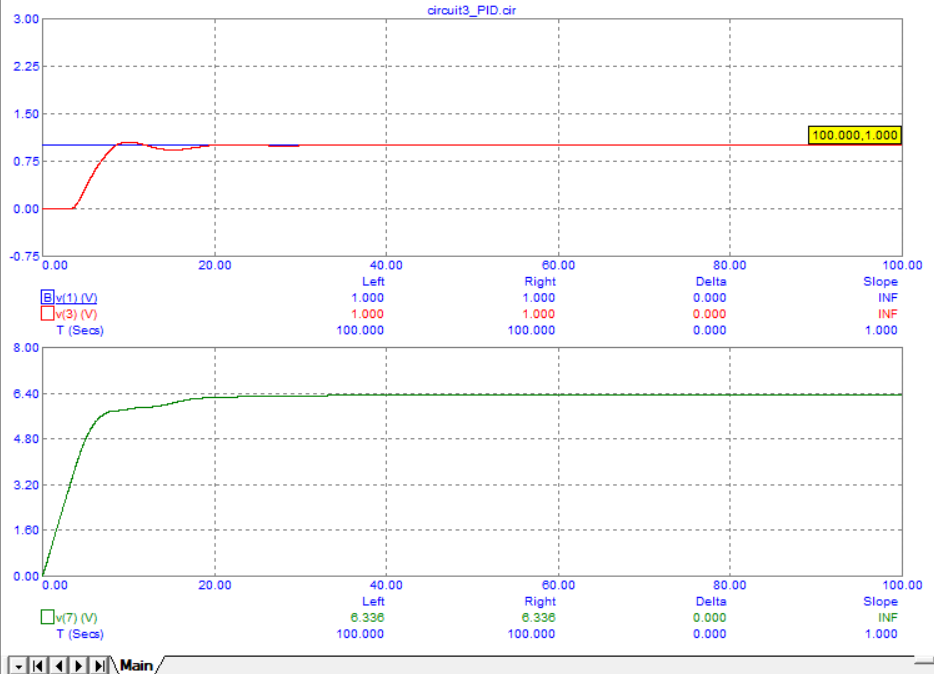 circuit3_PID.cir
3.00
2.25
1.50
100.000,1.000
0.75
0.00
-0.75
0.00 20.00 40.00 60.00 80.00 100.00
Left Right Delta Slope
B v(1) (V) 1.000 1.000 0.000 INF
v(3) (V) 1.000 1.000 0.000 INF
T (Secs) 100.000 100.000 0.000 1.000
8.00
6.40
4.80
3.20
1.60
0.00
0.00 20.00 40.00 60.00 80.00 100.00
Left Right Delta Slope
v(7) (V) 6.336 6.336 0.000 INF
T (Secs) 100.000 100.000 0.000 1.000
Main